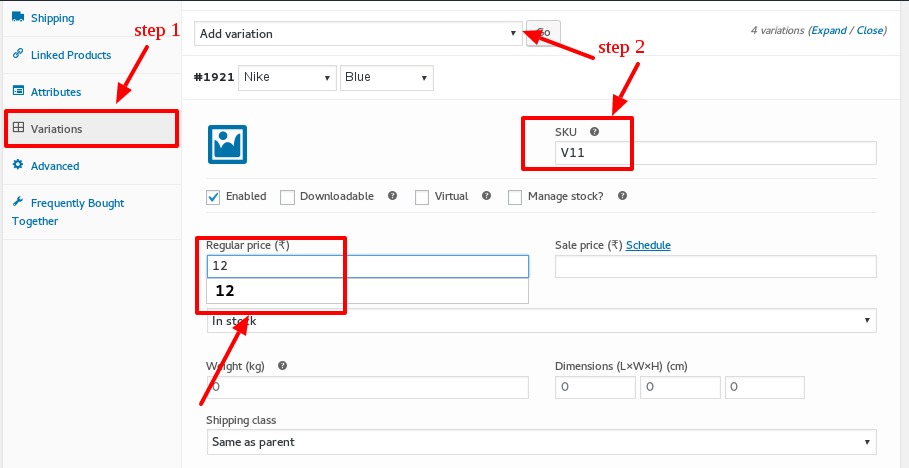 Shipping
Linked Products
Attributes
Variations
Advanced
Frequently Bought
Together
step 1
Add variation
Go
4 variations (Expand / Close)
step 2
#1921 Nike Blue
SKU ?
V11
Enabled Downloadable ? Virtual ? Manage stock? ?
Regular price (₹)
12
12
Sale price (₹) Schedule
In stock
Weight (kg) ?
0
Dimensions (L×W×H) (cm)
0 0 0
Shipping class
Same as parent